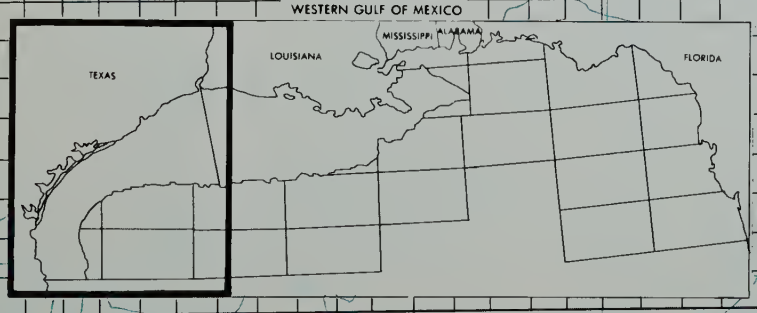 WESTERN GULF OF MEXICO
MISSISSIPPI ALABAMA
LOUISIANA FLORIDA
TEXAS